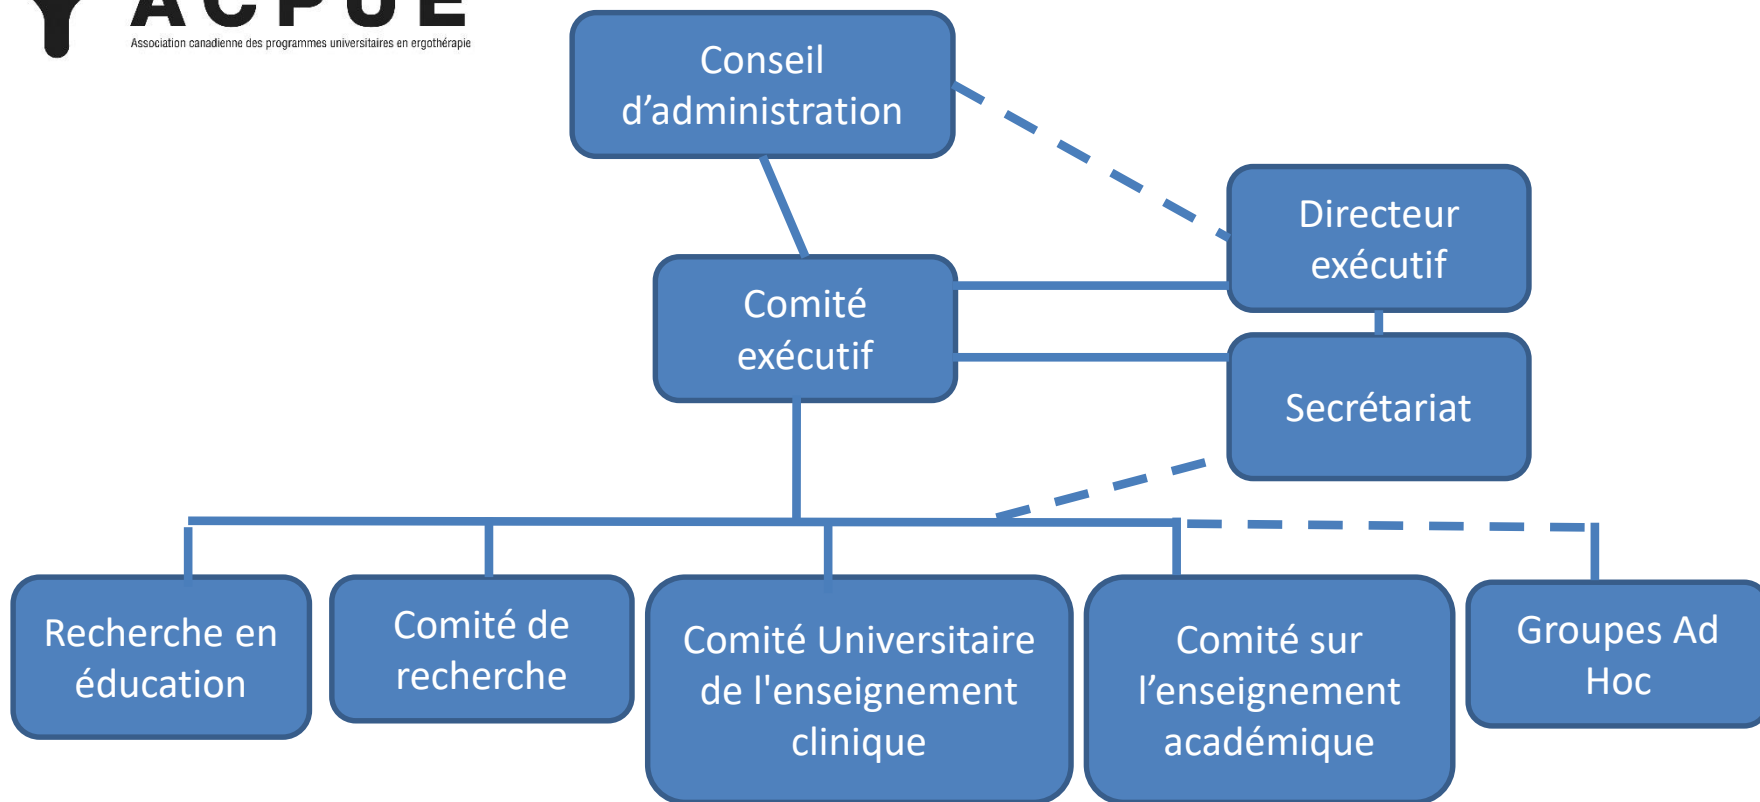 ACPUE
Association canadienne des programmes universitaires en ergothérapie
Conseil
d’administration
Directeur
exécutif
Comité
exécutif
Secrétariat
Recherche en
éducation
Comité de
recherche
Comité Universitaire
de l'enseignement
clinique
Comité sur
l’enseignement
académique
Groupes Ad
Hoc